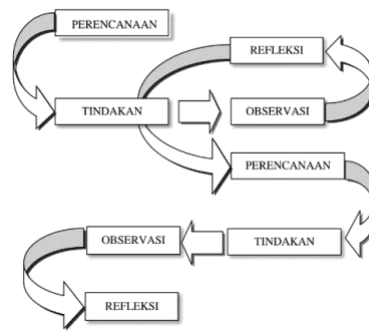 PERENCANAAN
REFLEKSI
TINDAKAN
OBSERVASI
PERENCANAAN
OBSERVASI
TINDAKAN
REFLEKSI